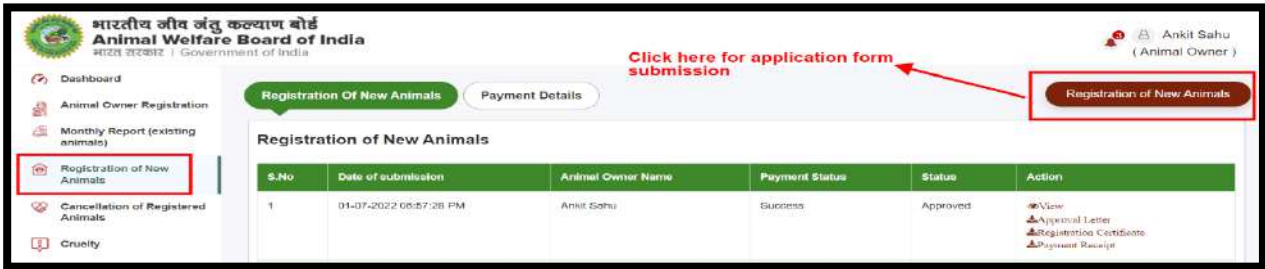 भारतीय जीव जंतु कल्याण बोर्ड
Animal Welfare Board of India
भारत सरकार | Government of India
3
Ankit Sahu
( Animal Owner )
Click here for application form
submission
Dashboard
Animal Owner Registration
Monthly Report (existing
animals)
Registration of New
Animals
Cancellation of Registered
Animals
Cruelty
Registration Of New Animals
Payment Details
Registration of New Animals
Registration of New Animals
S.No Date of submission Animal Owner Name Payment Status Status Action
1 01-07-2022 06:57:28 PM Ankit Sahu Success Approved View
Approval Letter
Registration Certificate
Payment Receipt